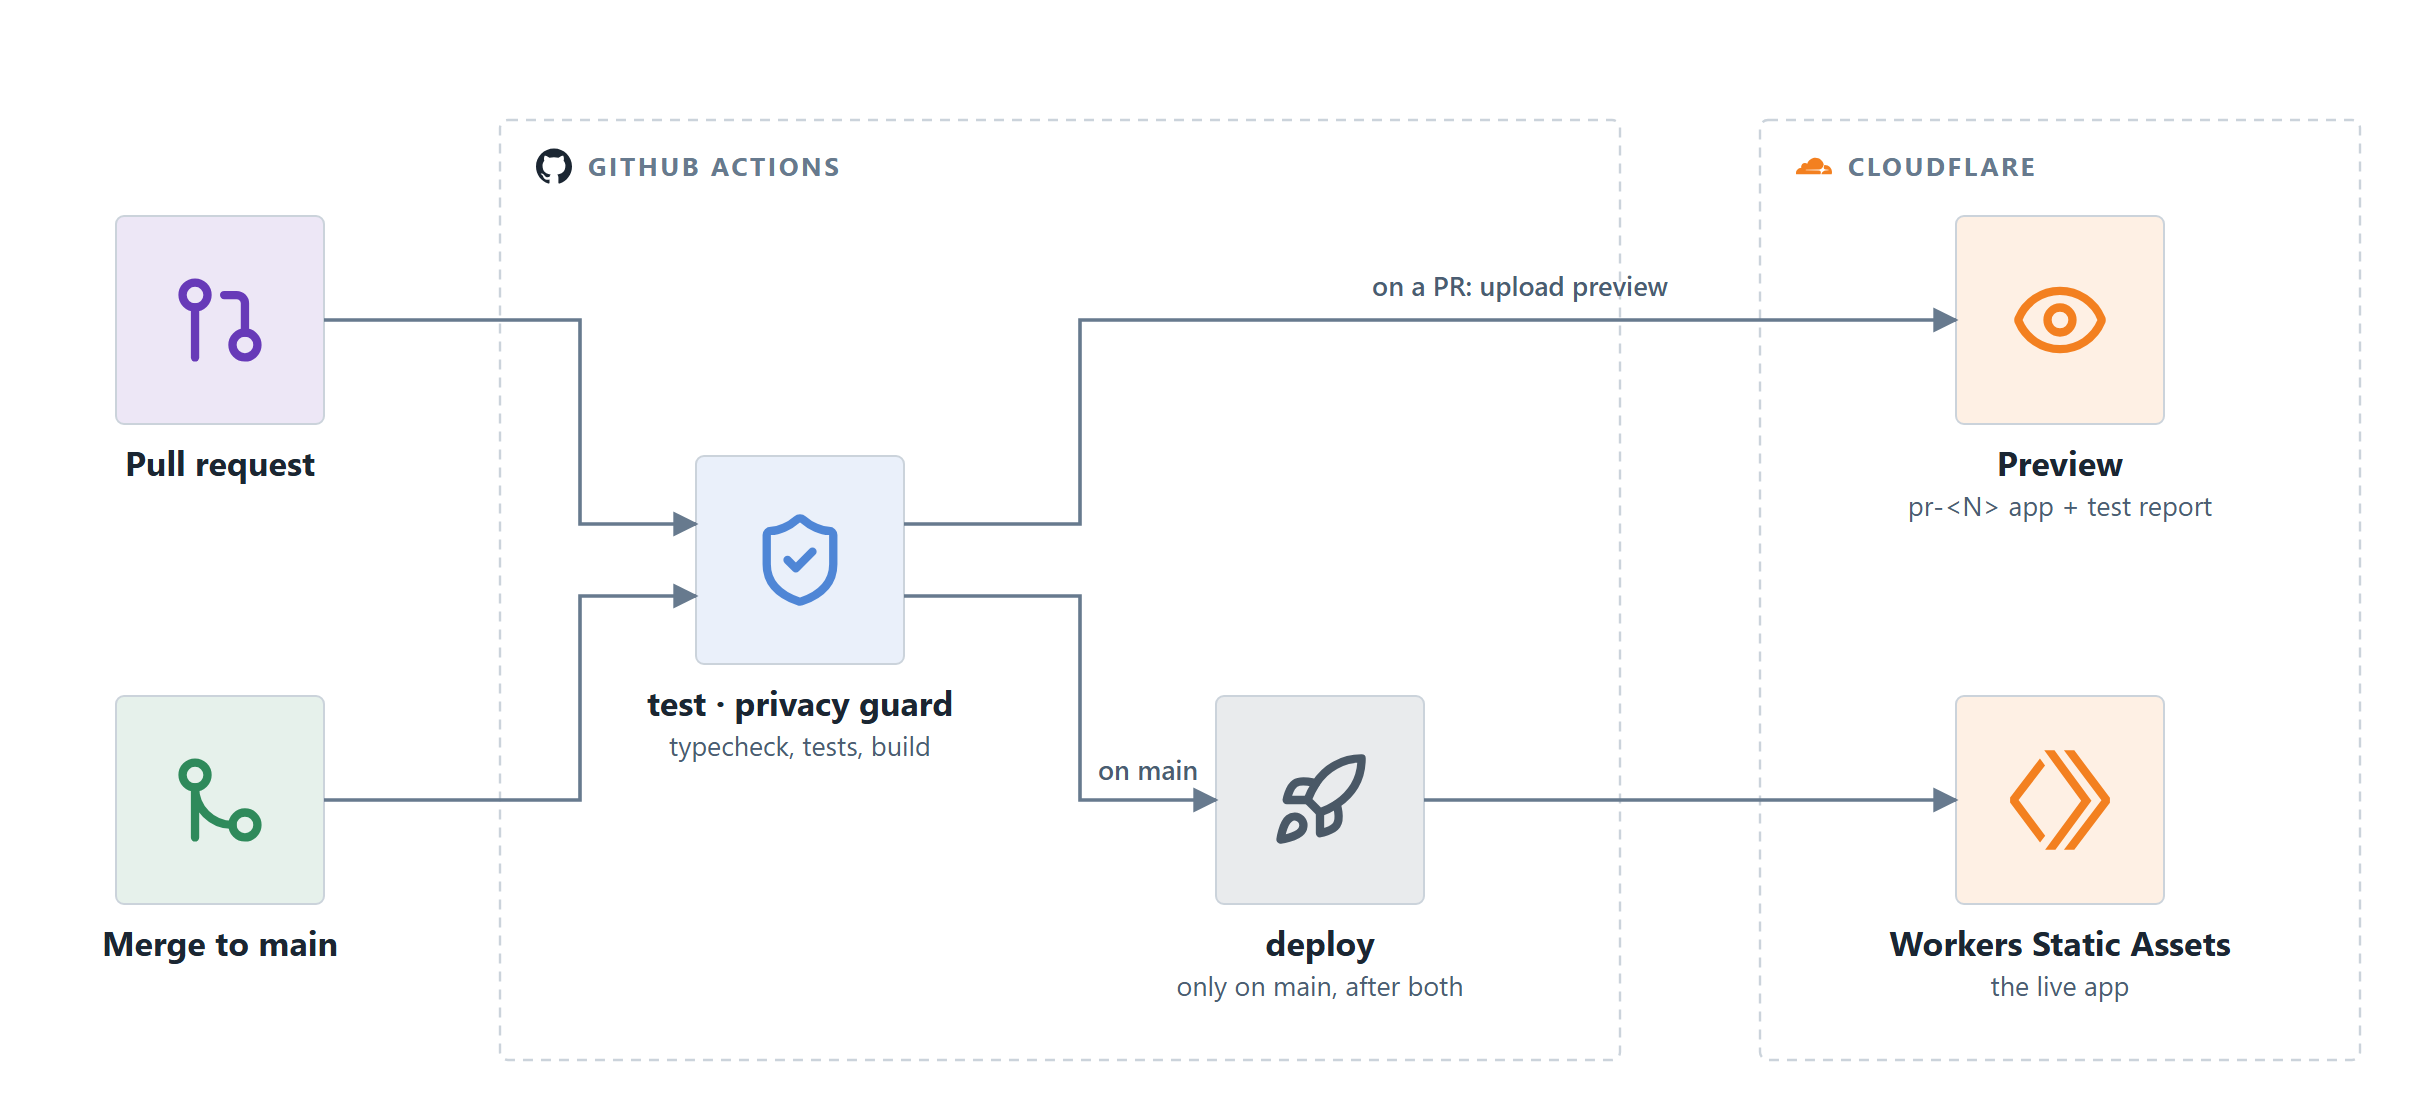 GITHUB ACTIONS
CLOUDFLARE
on a PR: upload preview
Pull request
Preview
pr-<N> app + test report
test · privacy guard
typecheck, tests, build
on main
Merge to main
deploy
only on main, after both
Workers Static Assets
the live app